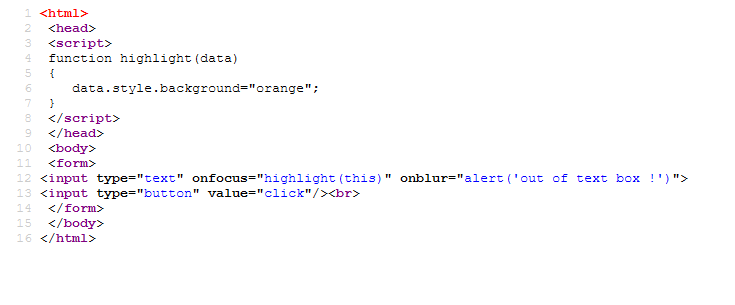 1 <html>
2 <head>
3 <script>
4 function highlight(data)
5 {
6 data.style.background="orange";
7 }
8 </script>
9 </head>
10 <body>
11 <form>
12 <input type="text" onfocus="highlight(this)" onblur="alert('out of text box !')">
13 <input type="button" value="click"/><br>
14 </form>
15 </body>
16 </html>